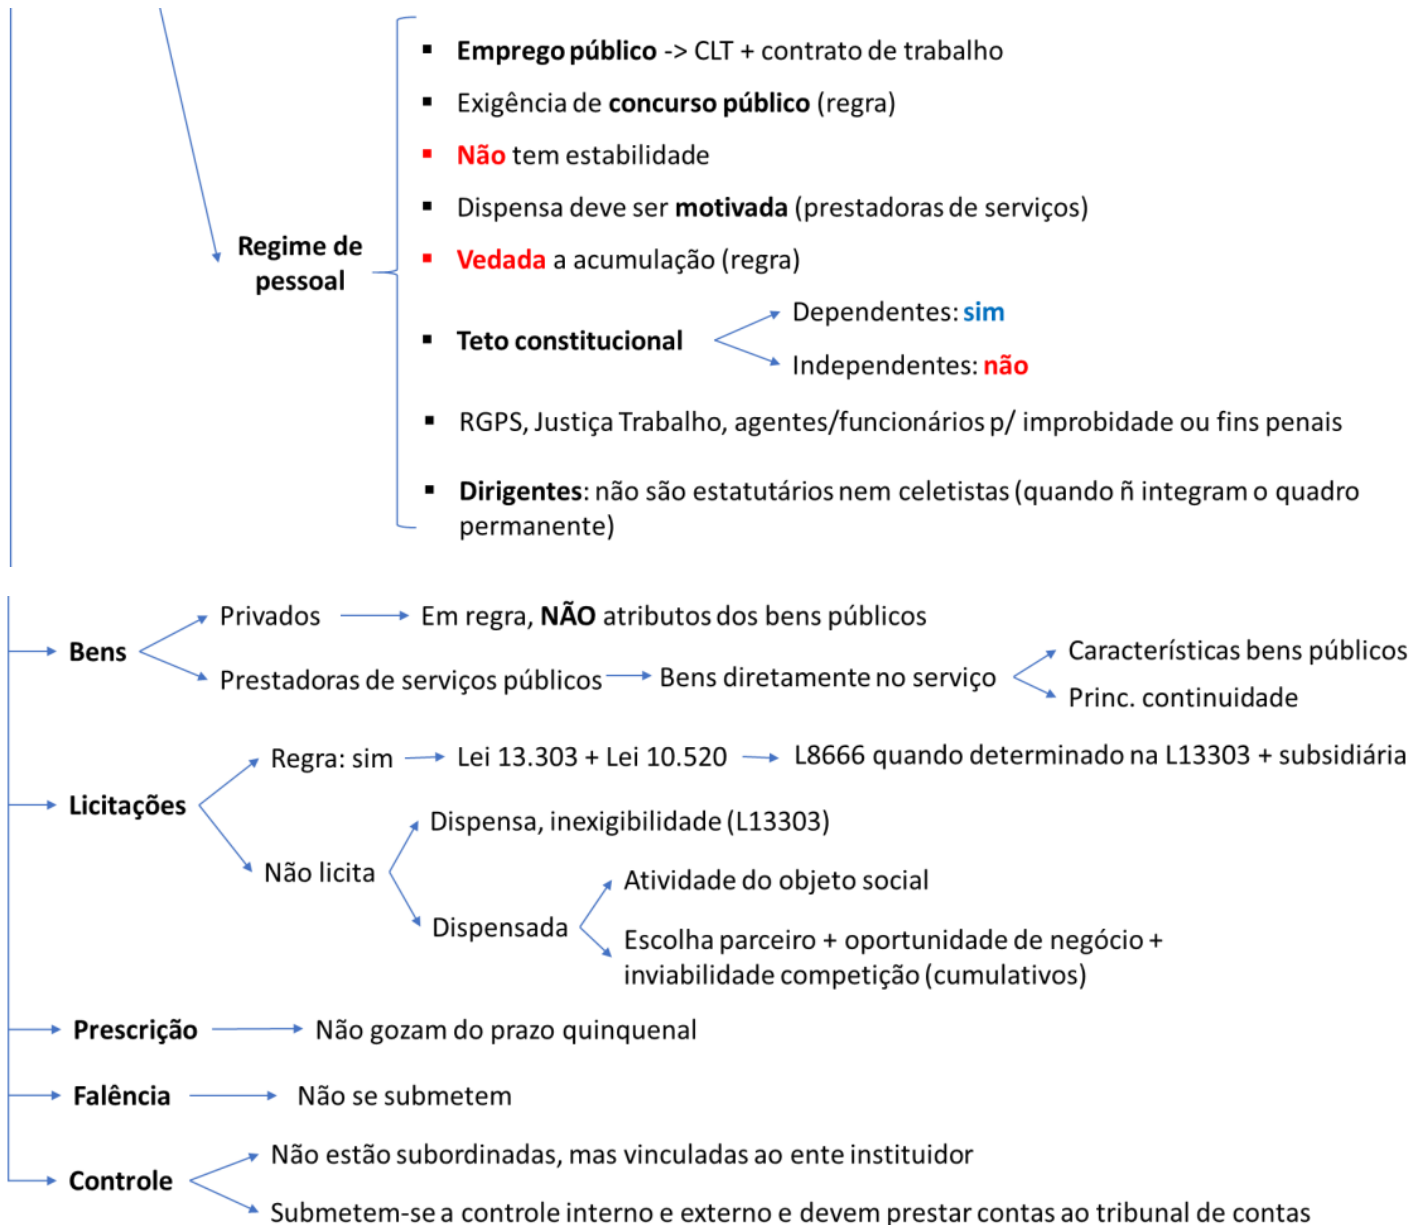 ▪ Emprego público -> CLT + contrato de trabalho
▪ Exigência de concurso público (regra)
▪ Não tem estabilidade
▪ Dispensa deve ser motivada (prestadoras de serviços)
Regime de
pessoal
▪ Vedada a acumulação (regra)
▪ Teto constitucional
Dependentes: sim
Independentes: não
▪ RGPS, Justiça Trabalho, agentes/funcionários p/ improbidade ou fins penais
▪ Dirigentes: não são estatutários nem celetistas (quando ñ integram o quadro
permanente)
Bens
Privados
Em regra, NÃO atributos dos bens públicos
Prestadoras de serviços públicos
Bens diretamente no serviço
Características bens públicos
Princ. continuidade
Licitações
Regra: sim
Lei 13.303 + Lei 10.520
L8666 quando determinado na L13303 + subsidiária
Não licita
Dispensa, inexigibilidade (L13303)
Dispensada
Atividade do objeto social
Escolha parceiro + oportunidade de negócio +
inviabilidade competição (cumulativos)
Prescrição
Não gozam do prazo quinquenal
Falência
Não se submetem
Controle
Não estão subordinadas, mas vinculadas ao ente instituidor
Submetem-se a controle interno e externo e devem prestar contas ao tribunal de contas